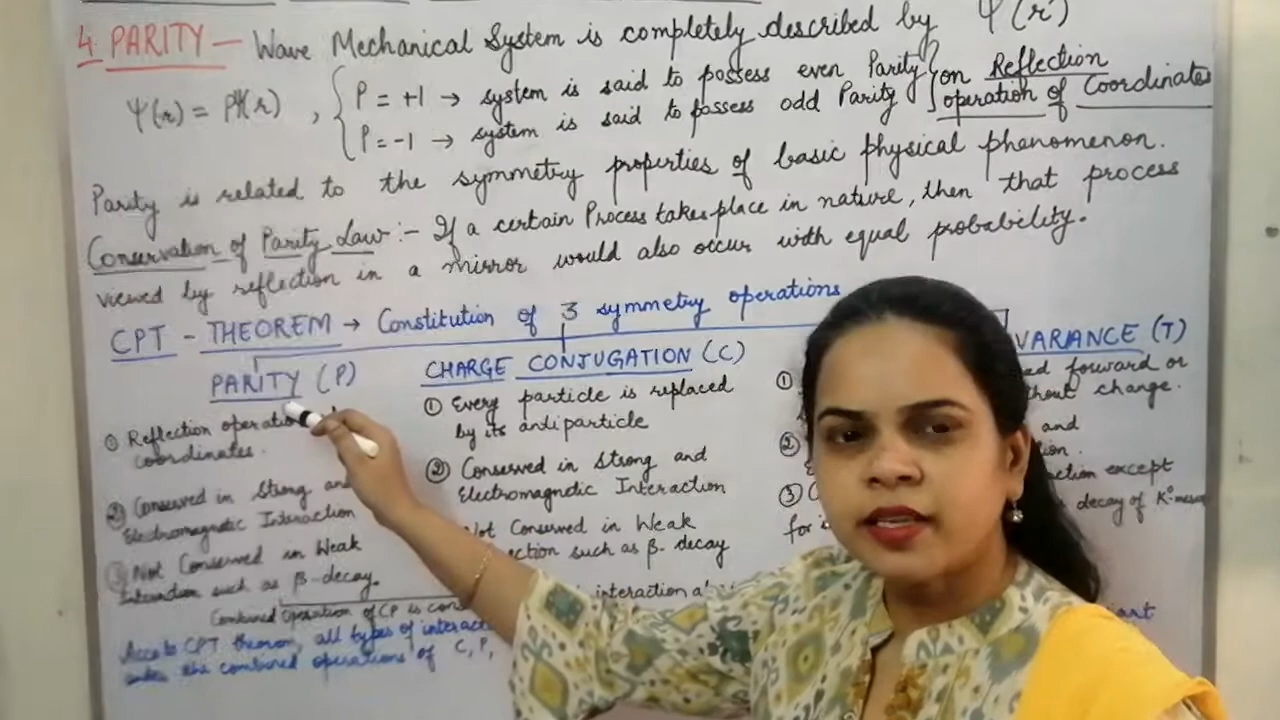 4. PARITY — Wave Mechanical System is completely described by Ψ(r)
Ψ(r) = PΨ(r) , { P = +1 → system is said to possess even Parity } on Reflection
P = -1 → system is said to possess odd Parity } operation of Coordinates
Parity is related to the symmetry properties of basic physical phenomenon.
Conservation of Parity Law :- If a certain Process takes place in nature, then that process
viewed by reflection in a mirror would also occur with equal probability.
CPT - THEOREM → Constitution of 3 symmetry operations
PARITY (P)
① Reflection operation
coordinates.
② Conserved in Strong and
Electromagnetic Interaction
③ Not Conserved in Weak
Interaction such as β-decay.
CHARGE CONJUGATION (C)
① Every particle is replaced
by its antiparticle
② Conserved in Strong and
Electromagnetic Interaction
Not Conserved in Weak
such as β-decay
interaction
VARIANCE (T)
①
forward or
change.
②
and
③
except
for
decay of K⁰-meson
Combined operation of CP is
Acc. to CPT theorem, all types of
under the combined operations of C, P,